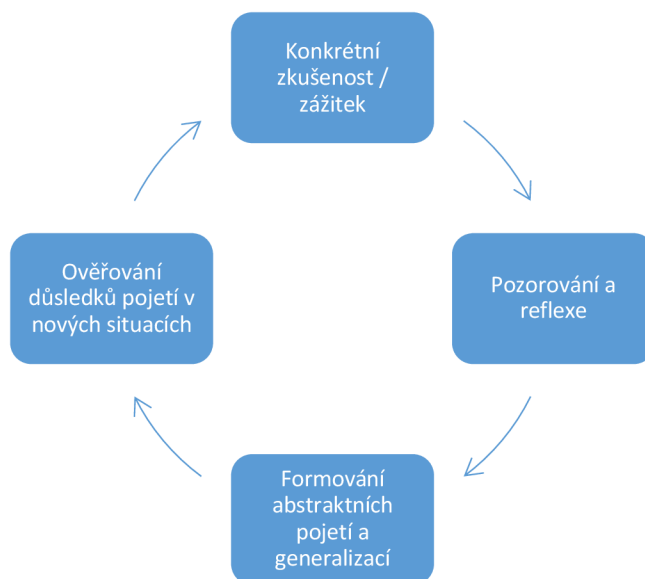 Konkrétní
zkušenost /
zážitek
Pozorování a
reflexe
Formování
abstraktních
pojetí a
generalizací
Ověřování
důsledků pojetí v
nových situacích